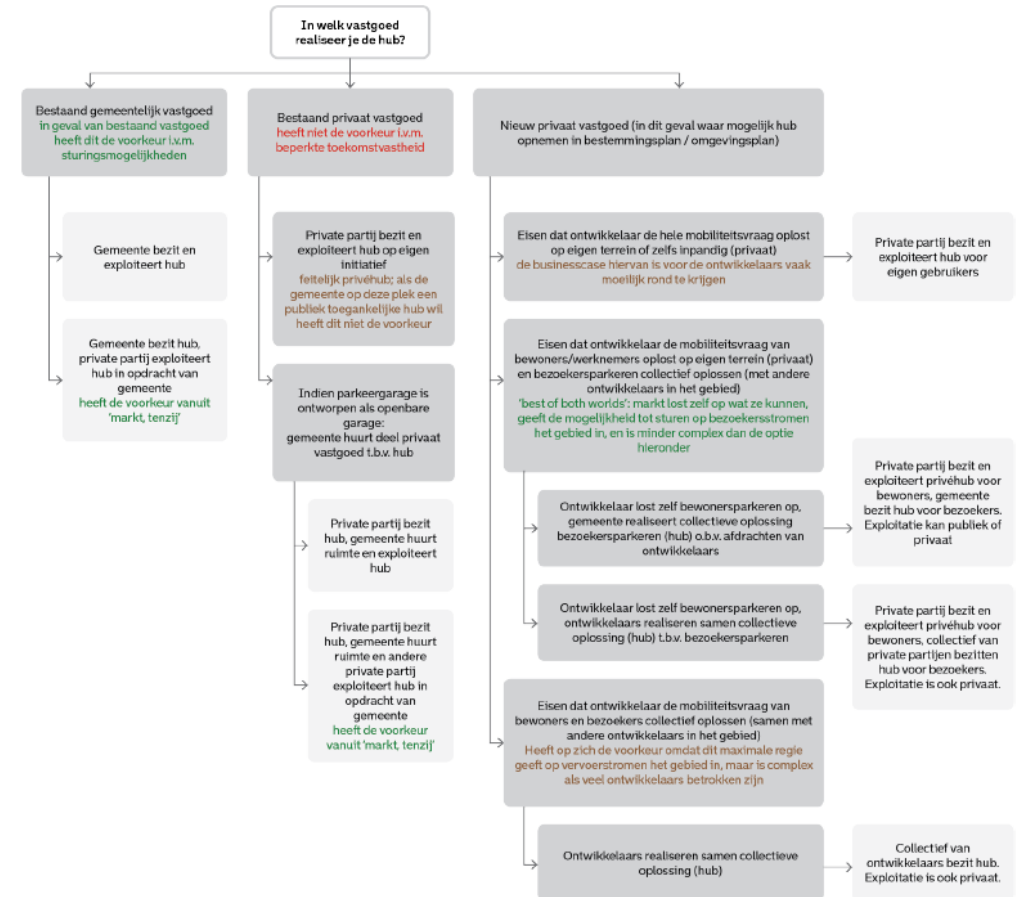 In welk vastgoed
realiseer je de hub?
Bestaand gemeentelijk vastgoed
in geval van bestaand vastgoed
heeft dit de voorkeur i.v.m.
sturingsmogelijkheden
Gemeente bezit en
exploiteert hub
Gemeente bezit hub,
private partij exploiteert
hub in opdracht van
gemeente
heeft de voorkeur vanuit
'markt, tenzij'
Bestaand privaat vastgoed
heeft niet de voorkeur i.v.m.
beperkte toekomstvastheid
Private partij bezit en
exploiteert hub op eigen
initiatief
feitelijk privéhub; als de
gemeente op deze plek een
publiek toegankelijke hub wil
heeft dit niet de voorkeur
Indien parkeergarage is
ontworpen als openbare
garage:
gemeente huurt deel privaat
vastgoed t.b.v. hub
Private partij bezit
hub, gemeente huurt
ruimte en exploiteert
hub
Private partij bezit
hub, gemeente huurt
ruimte en andere
private partij
exploiteert hub in
opdracht van
gemeente
heeft de voorkeur
vanuit 'markt, tenzij'
Nieuw privaat vastgoed (in dit geval waar mogelijk hub
opnemen in bestemmingsplan / omgevingsplan)
Eisen dat ontwikkelaar de hele mobiliteitsvraag oplost
op eigen terrein of zelfs inpandig (privaat)
de businesscase hiervan is voor de ontwikkelaars vaak
moeilijk rond te krijgen
Private partij bezit en
exploiteert hub voor
eigen gebruikers
Eisen dat ontwikkelaar de mobiliteitsvraag van
bewoners/werknemers oplost op eigen terrein (privaat)
en bezoekersparkeren collectief oplossen (met andere
ontwikkelaars in het gebied)
'best of both worlds': markt lost zelf op wat ze kunnen,
geeft de mogelijkheid tot sturen op bezoekersstromen
het gebied in, en is minder complex dan de optie
hieronder
Ontwikkelaar lost zelf bewonersparkeren op,
gemeente realiseert collectieve oplossing
bezoekersparkeren (hub) o.b.v. afdrachten van
ontwikkelaars
Private partij bezit en
exploiteert privéhub voor
bewoners, gemeente
bezit hub voor bezoekers.
Exploitatie kan publiek of
privaat
Ontwikkelaar lost zelf bewonersparkeren op,
ontwikkelaars realiseren samen collectieve
oplossing (hub) t.b.v. bezoekersparkeren
Private partij bezit en
exploiteert privéhub voor
bewoners, collectief van
private partijen bezitten
hub voor bezoekers.
Exploitatie is ook privaat.
Eisen dat ontwikkelaar de mobiliteitsvraag van
bewoners en bezoekers collectief oplossen (samen met
andere ontwikkelaars in het gebied)
Heeft op zich de voorkeur omdat dit maximale regie
geeft op vervoerstromen het gebied in, maar is complex
als veel ontwikkelaars betrokken zijn
Ontwikkelaars realiseren samen collectieve
oplossing (hub)
Collectief van
ontwikkelaars bezit hub.
Exploitatie is ook privaat.